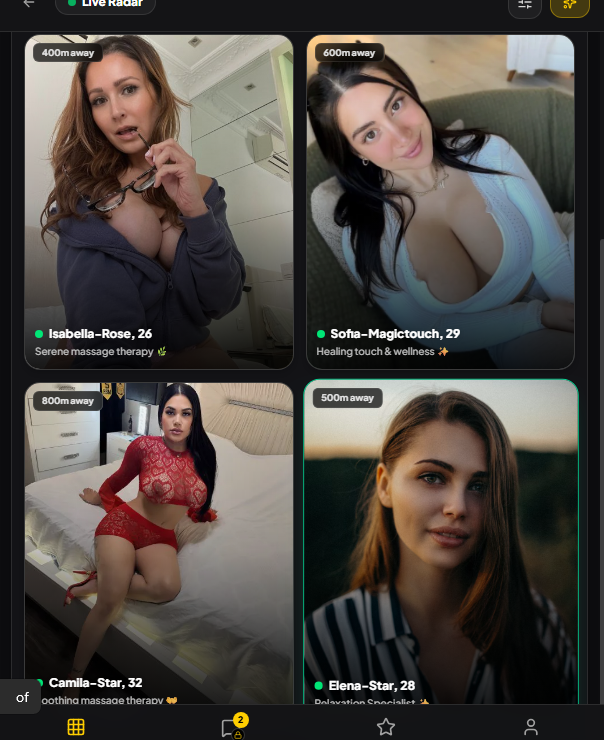 Live Radar
400m away
600m away
Isabella-Rose, 26
Serene massage therapy 🌿
Sofia-Magictouch, 29
Healing touch & wellness ✨
800m away
500m away
Camila-Star, 32
oothing massage therapy 👐
Elena-Star, 28
Relaxation Specialist ✨
of
2